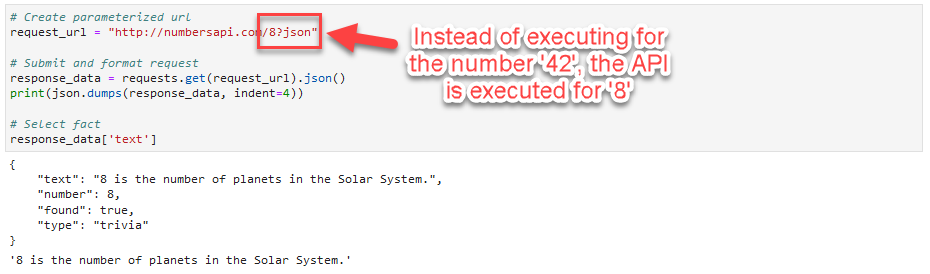 # Create parameterized url
request_url = "http://numbersapi.com/8?json"
Instead of executing for
the number '42', the API
is executed for '8'
# Submit and format request
response_data = requests.get(request_url).json()
print(json.dumps(response_data, indent=4))
# Select fact
response_data['text']
{
    "text": "8 is the number of planets in the Solar System.",
    "number": 8,
    "found": true,
    "type": "trivia"
}
'8 is the number of planets in the Solar System.'